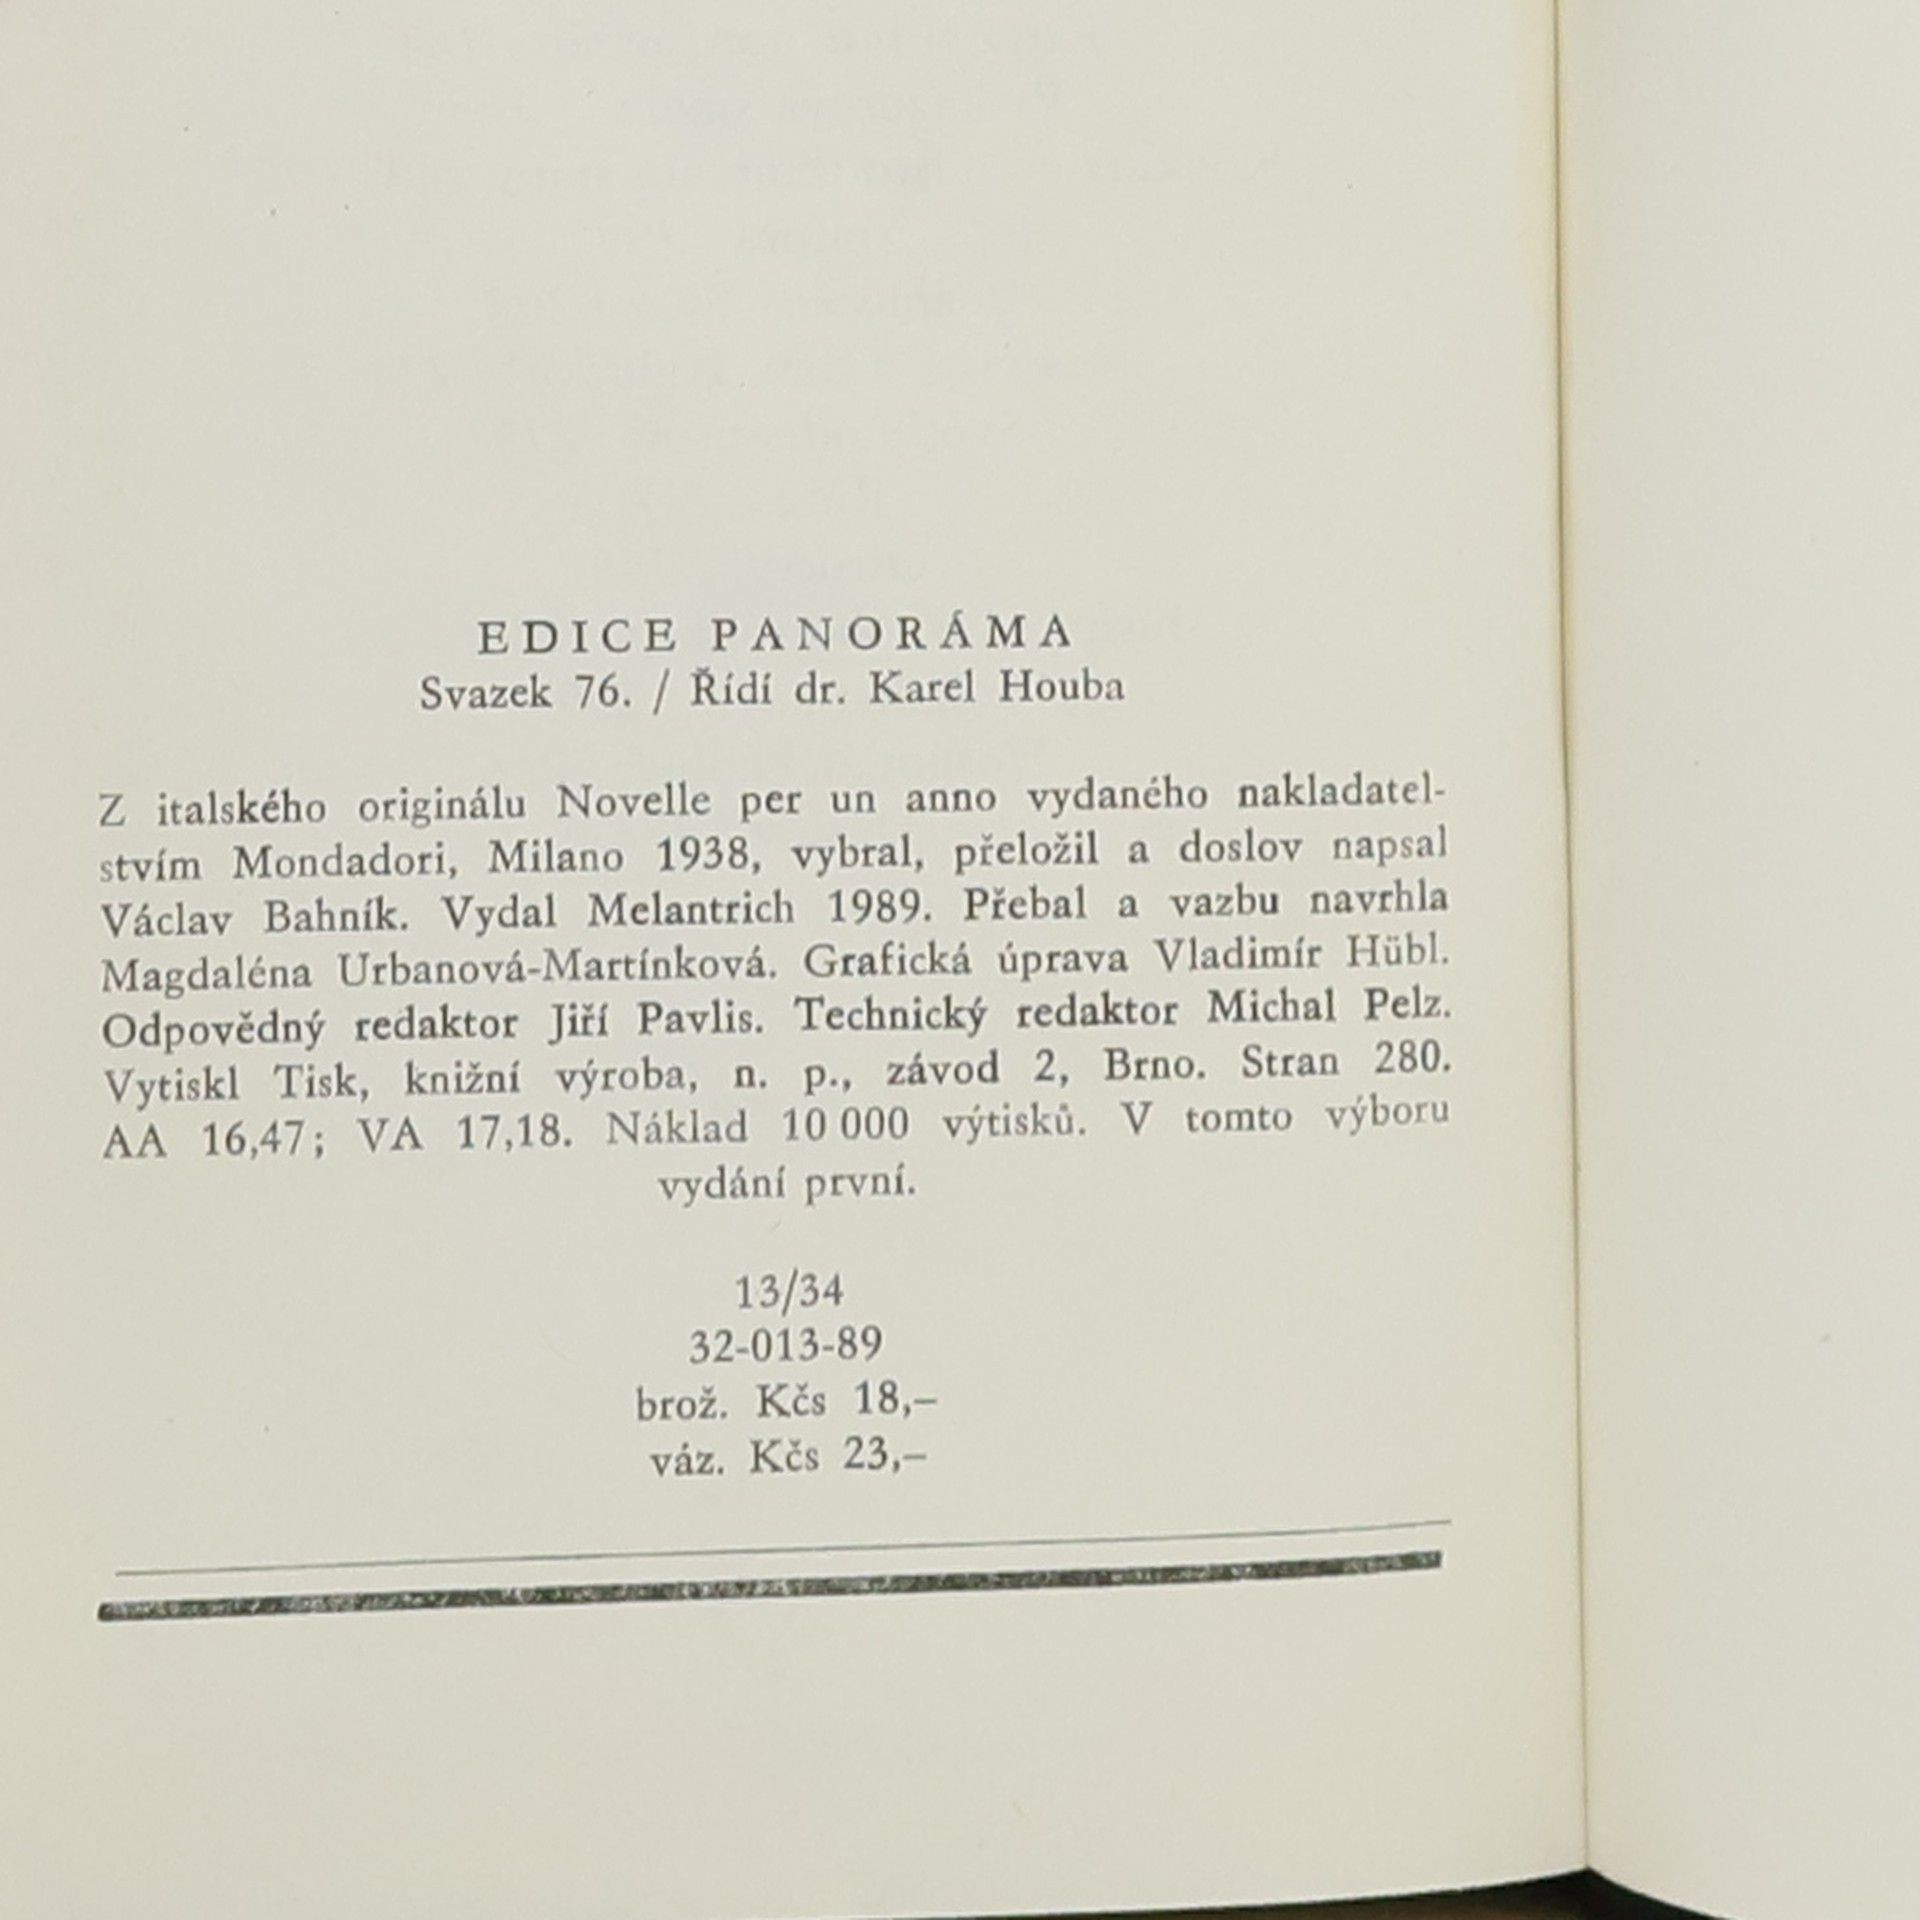 EDICE PANORÁMA
Svazek 76. / Řídí dr. Karel Houba
Z italského originálu Novelle per un anno vydaného nakladatel-
stvím Mondadori, Milano 1938, vybral, přeložil a doslov napsal
Václav Bahník. Vydal Melantrich 1989. Přebal a vazbu navrhla
Magdaléna Urbanová-Martínková. Grafická úprava Vladimír Hübl.
Odpovědný redaktor Jiří Pavlis. Technický redaktor Michal Pelz.
Vytiskl Tisk, knižní výroba, n. p., závod 2, Brno. Stran 280.
AA 16,47; VA 17,18. Náklad 10 000 výtisků. V tomto výboru
vydání první.
13/34
32-013-89
brož. Kčs 18,–
váz. Kčs 23,–